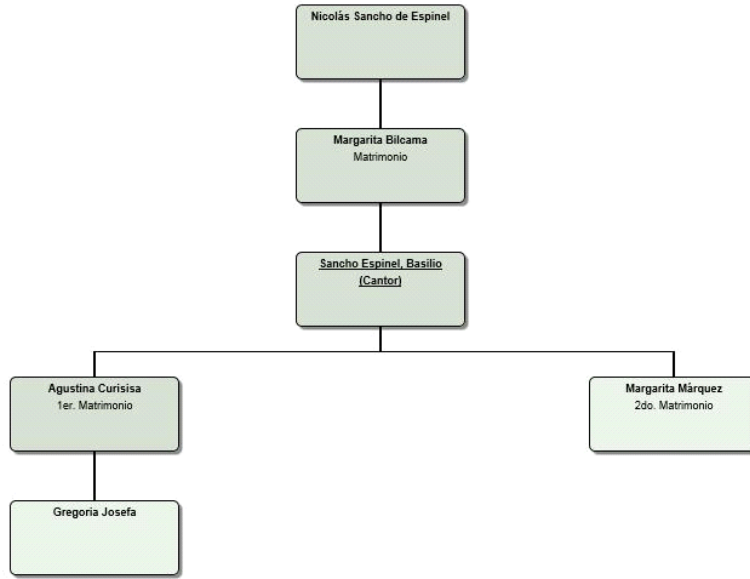 Nicolás Sancho de Espinel
Margarita Bilcama
Matrimonio
Sancho Espinel, Basilio
(Cantor)
Agustina Curisisa
1er. Matrimonio
Margarita Márquez
2do. Matrimonio
Gregoria Josefa